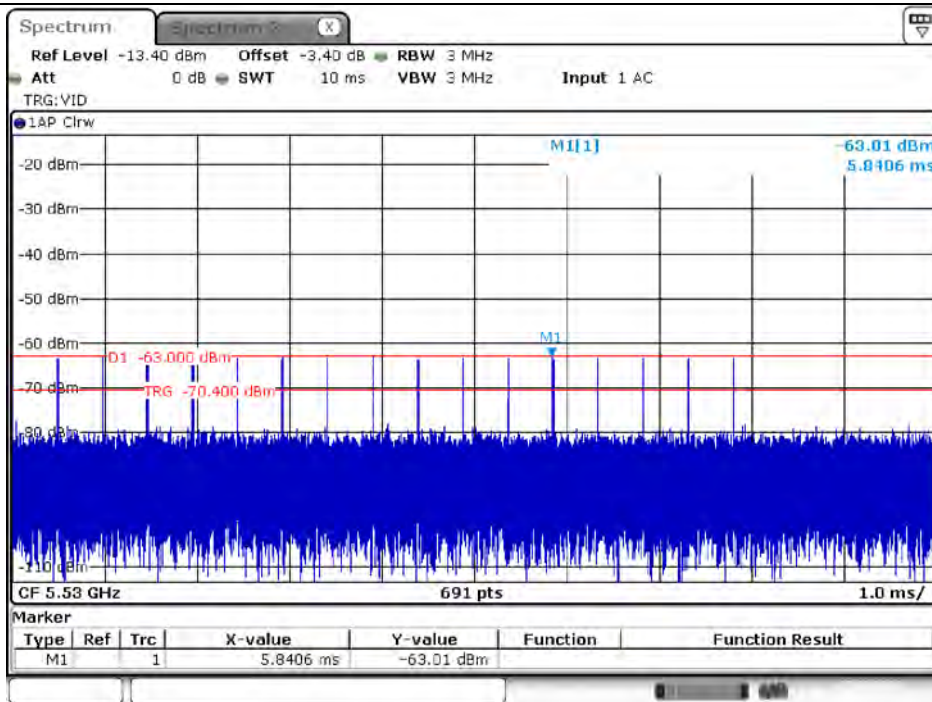 Spectrum Spectrum 2 X
Ref Level -13.40 dBm Offset -3.40 dB RBW 3 MHz
Att 0 dB SWT 10 ms VBW 3 MHz Input 1 AC
TRG:VID
1AP Clrw
M1[1] -63.01 dBm
-20 dBm 5.8406 ms
-30 dBm
-40 dBm
-50 dBm
-60 dBm
M1
D1 -63.000 dBm
-70 dBm
TRG -70.400 dBm
-80 dBm
-110 dBm
CF 5.53 GHz 691 pts 1.0 ms/
Marker
Type Ref Trc X-value Y-value Function Function Result
M1 1 5.8406 ms -63.01 dBm